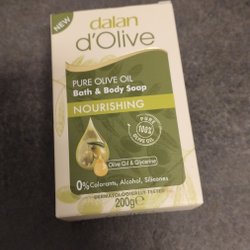 NEW
dalan
d'Olive
PURE OLIVE OIL
Bath & Body Soap
NOURISHING
PURE
100%
OLIVE OIL
Olive Oil & Glycerine
0% Colorants, Alcohol, Silicones
DERMATOLOGICALLY TESTED
200g